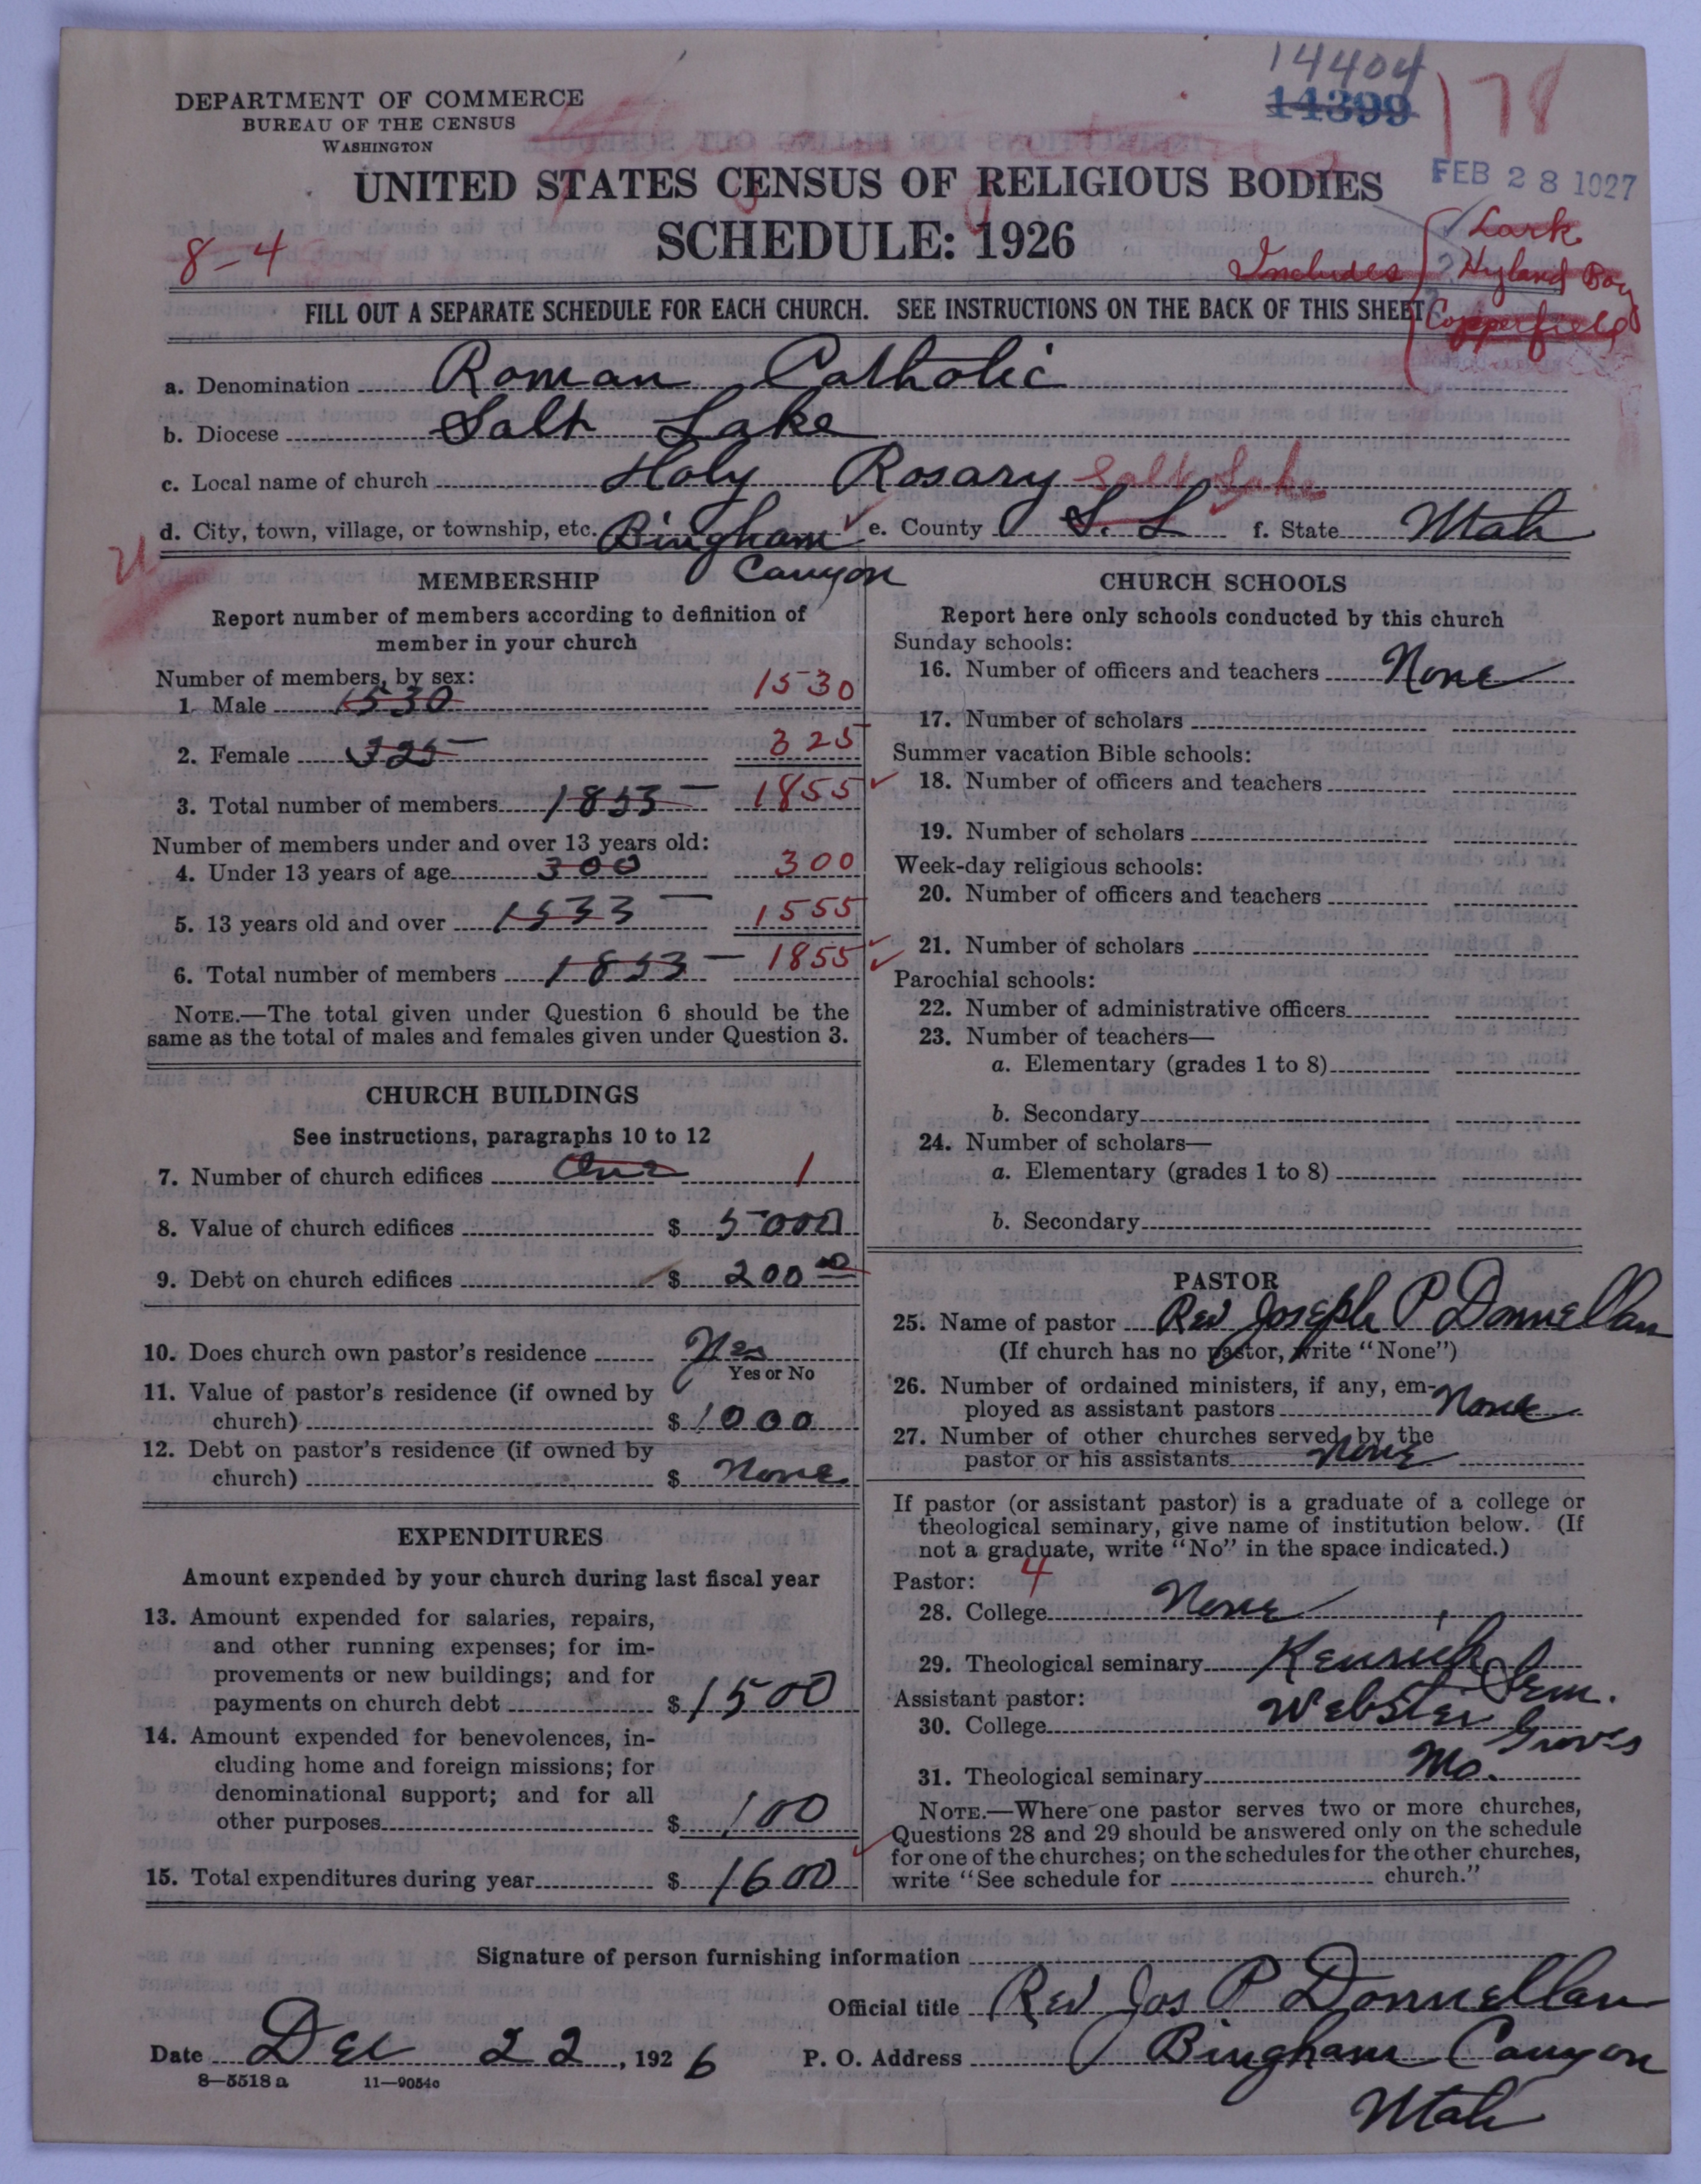 14404
14399
178
DEPARTMENT OF COMMERCE
BUREAU OF THE CENSUS
WASHINGTON
FEB 28 1927
UNITED STATES CENSUS OF RELIGIOUS BODIES
SCHEDULE: 1926
8-4
Includes
Lark
Hyland Boy
Copperfield
FILL OUT A SEPARATE SCHEDULE FOR EACH CHURCH. SEE INSTRUCTIONS ON THE BACK OF THIS SHEET
a. Denomination Roman Catholic
b. Diocese Salt Lake
c. Local name of church Holy Rosary Salt Lake
d. City, town, village, or township, etc. Bingham Canyon e. County S. L f. State Utah
MEMBERSHIP
Report number of members according to definition of
member in your church
Number of members, by sex:
1. Male 1530 1530
2. Female 325 325
3. Total number of members 1855 1855
Number of members under and over 13 years old:
4. Under 13 years of age 300 300
5. 13 years old and over 1555 1555
6. Total number of members 1855 1855
NOTE.—The total given under Question 6 should be the
same as the total of males and females given under Question 3.
CHURCH BUILDINGS
See instructions, paragraphs 10 to 12
7. Number of church edifices One 1
8. Value of church edifices $ 5000
9. Debt on church edifices $ 200 00
10. Does church own pastor's residence Yes
Yes or No
11. Value of pastor's residence (if owned by
church) $ 1000
12. Debt on pastor's residence (if owned by
church) $ None
EXPENDITURES
Amount expended by your church during last fiscal year
13. Amount expended for salaries, repairs,
and other running expenses; for im-
provements or new buildings; and for
payments on church debt $ 1500
14. Amount expended for benevolences, in-
cluding home and foreign missions; for
denominational support; and for all
other purposes $ 100
15. Total expenditures during year $ 1600
CHURCH SCHOOLS
Report here only schools conducted by this church
Sunday schools:
16. Number of officers and teachers None
17. Number of scholars
Summer vacation Bible schools:
18. Number of officers and teachers
19. Number of scholars
Week-day religious schools:
20. Number of officers and teachers
21. Number of scholars
Parochial schools:
22. Number of administrative officers
23. Number of teachers—
a. Elementary (grades 1 to 8)
b. Secondary
24. Number of scholars—
a. Elementary (grades 1 to 8)
b. Secondary
PASTOR
25. Name of pastor Rev Joseph P Donnellan
(If church has no pastor, write "None")
26. Number of ordained ministers, if any, em-
ployed as assistant pastors None
27. Number of other churches served by the
pastor or his assistants None
If pastor (or assistant pastor) is a graduate of a college or
theological seminary, give name of institution below. (If
not a graduate, write "No" in the space indicated.)
Pastor: 4
28. College None
29. Theological seminary Kenrick Sem.
Assistant pastor:
30. College Webster Groves
31. Theological seminary Mo.
NOTE.—Where one pastor serves two or more churches,
Questions 28 and 29 should be answered only on the schedule
for one of the churches; on the schedules for the other churches,
write "See schedule for church."
Signature of person furnishing information
Official title Rev Jos P Donnellan
Date Dec 22, 1926 P. O. Address Bingham Canyon
Utah
8—5518 a 11—9054c